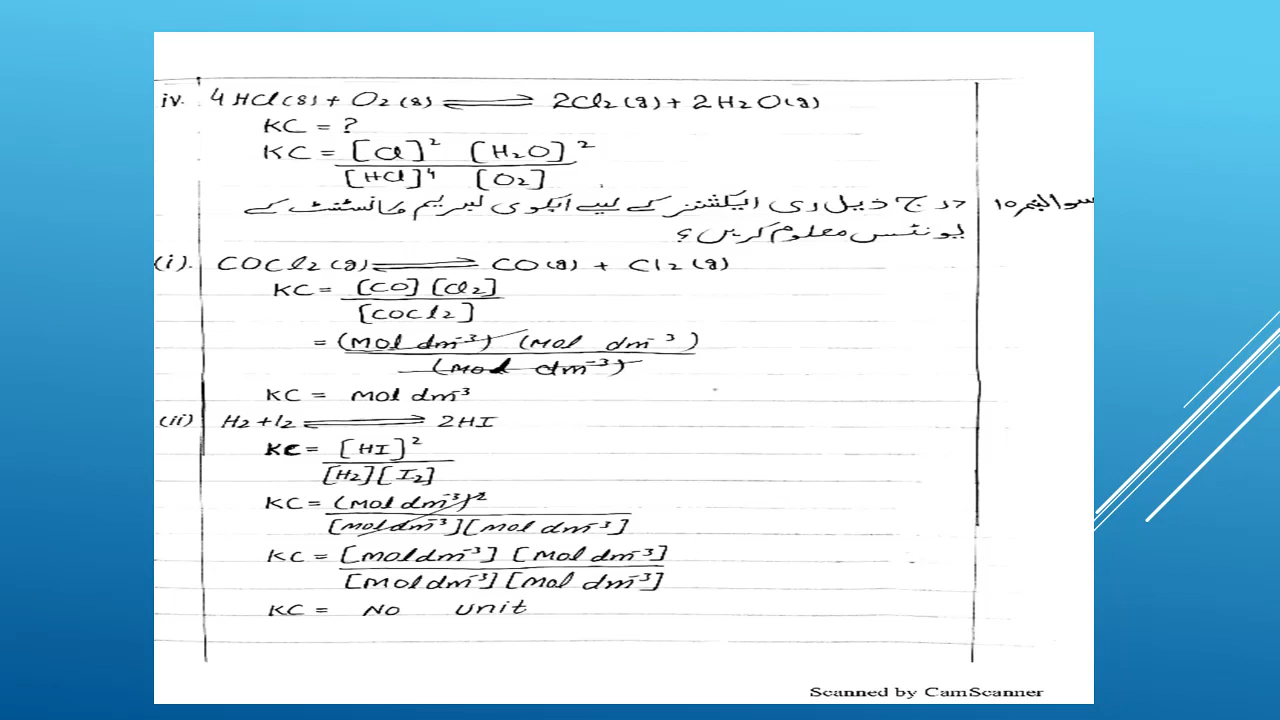 iv. 4 HCl(g) + O2(g) ⇌ 2Cl2(g) + 2H2O(g)
KC = ?
KC = [Cl]² [H2O]²
[HCl]⁴ [O2]
سوال نمبر 10 درج ذیل ری ایکشنز کے لیے ایکوی لبریم کانسٹنٹ کے
یونٹس معلوم کریں؟
(i). COCl2(g) ⇌ CO(g) + Cl2(g)
KC = [CO] [Cl2]
[COCl2]
= (Mol dm⁻³) (Mol dm⁻³)
(Mol dm⁻³)
KC = Mol dm⁻³
(ii) H2 + I2 ⇌ 2HI
KC = [HI]²
[H2] [I2]
KC = (Mol dm⁻³)²
[mol dm⁻³] [mol dm⁻³]
KC = [mol dm⁻³] [Mol dm⁻³]
[Mol dm⁻³] [Mol dm⁻³]
KC = No unit
Scanned by CamScanner